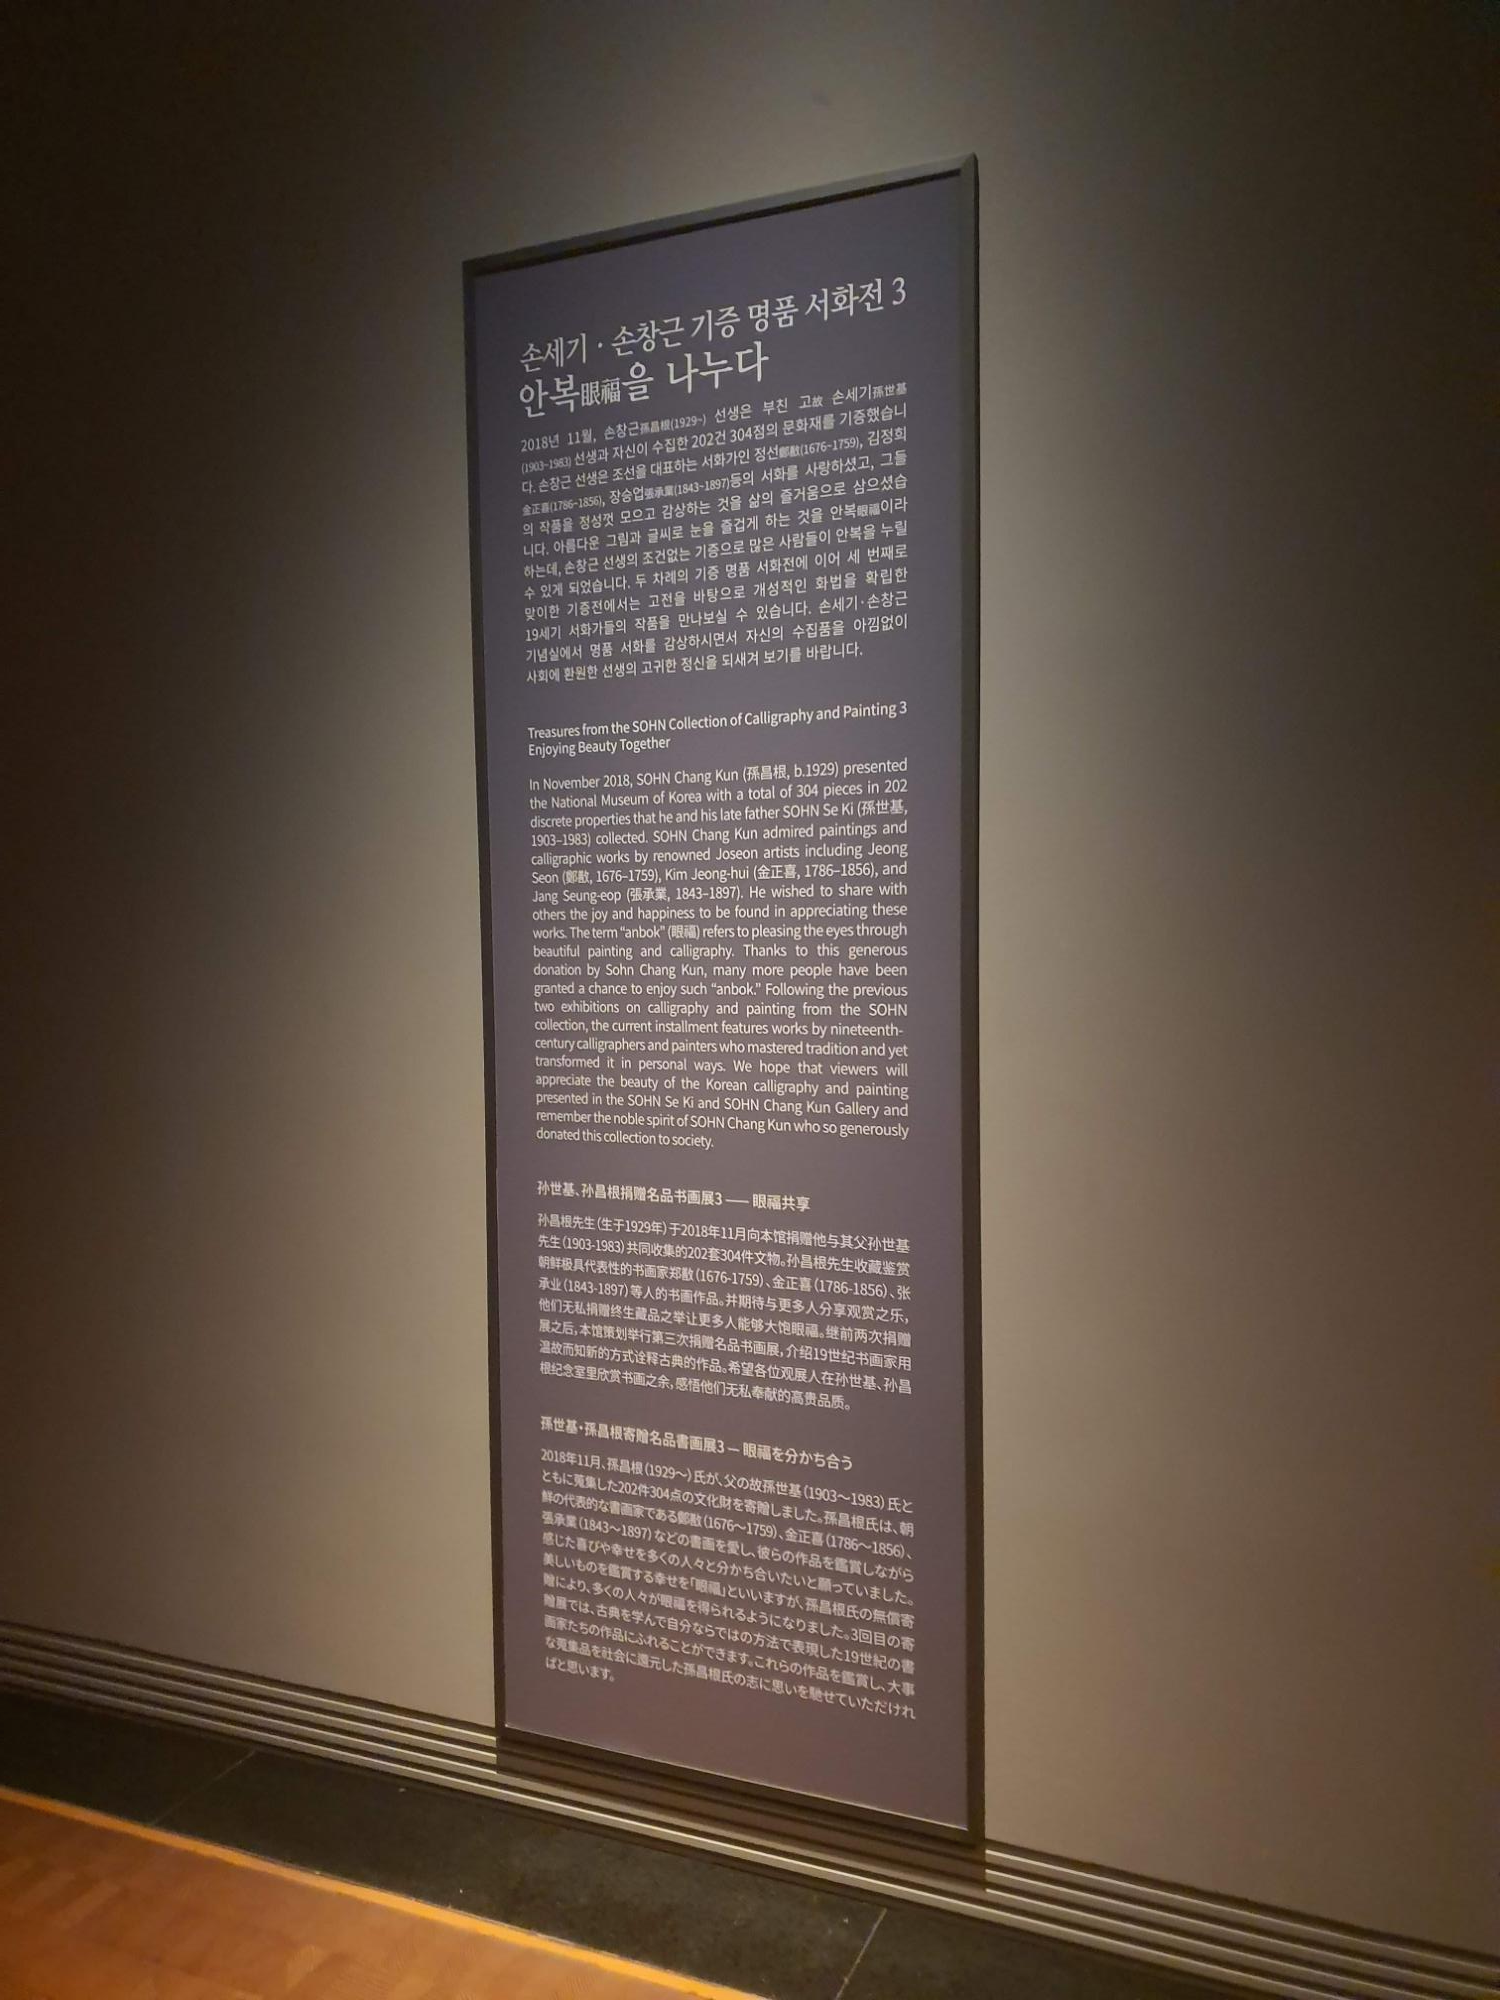 손세기 · 손창근 기증 명품 서화전 3
안복眼福을 나누다
2018년 11월, 손창근孫昌根(1929~) 선생은 부친 고故 손세기孫世基
(1903~1983) 선생과 자신이 수집한 202건 304점의 문화재를 기증했습니
다. 손창근 선생은 조선을 대표하는 서화가인 정선鄭敾(1676~1759), 김정희
金正喜(1786~1856), 장승업張承業(1843~1897)등의 서화를 사랑하셨고, 그들
의 작품을 정성껏 모으고 감상하는 것을 삶의 즐거움으로 삼으셨습
니다. 아름다운 그림과 글씨로 눈을 즐겁게 하는 것을 안복眼福이라
하는데, 손창근 선생의 조건없는 기증으로 많은 사람들이 안복을 누릴
수 있게 되었습니다. 두 차례의 기증 명품 서화전에 이어 세 번째로
맞이한 기증전에서는 고전을 바탕으로 개성적인 화법을 확립한
19세기 서화가들의 작품을 만나보실 수 있습니다. 손세기·손창근
기념실에서 명품 서화를 감상하시면서 자신의 수집품을 아낌없이
사회에 환원한 선생의 고귀한 정신을 되새겨 보기를 바랍니다.
Treasures from the SOHN Collection of Calligraphy and Painting 3
Enjoying Beauty Together
In November 2018, SOHN Chang Kun (孫昌根, b.1929) presented
the National Museum of Korea with a total of 304 pieces in 202
discrete properties that he and his late father SOHN Se Ki (孫世基,
1903–1983) collected. SOHN Chang Kun admired paintings and
calligraphic works by renowned Joseon artists including Jeong
Seon (鄭敾, 1676–1759), Kim Jeong-hui (金正喜, 1786–1856), and
Jang Seung-eop (張承業, 1843–1897). He wished to share with
others the joy and happiness to be found in appreciating these
works. The term “anbok” (眼福) refers to pleasing the eyes through
beautiful painting and calligraphy. Thanks to this generous
donation by Sohn Chang Kun, many more people have been
granted a chance to enjoy such “anbok.” Following the previous
two exhibitions on calligraphy and painting from the SOHN
collection, the current installment features works by nineteenth-
century calligraphers and painters who mastered tradition and yet
transformed it in personal ways. We hope that viewers will
appreciate the beauty of the Korean calligraphy and painting
presented in the SOHN Se Ki and SOHN Chang Kun Gallery and
remember the noble spirit of SOHN Chang Kun who so generously
donated this collection to society.
孙世基、孙昌根捐赠名品书画展3 —— 眼福共享
孙昌根先生(生于1929年)于2018年11月向本馆捐赠他与其父孙世基
先生(1903-1983)共同收集的202套304件文物。孙昌根先生收藏鉴赏
朝鲜极具代表性的书画家郑敾(1676-1759)、金正喜(1786-1856)、张
承业(1843-1897)等人的书画作品。并期待与更多人分享观赏之乐,
他们无私捐赠终生藏品之举让更多人能够大饱眼福。继前两次捐赠
展之后,本馆策划举行第三次捐赠名品书画展,介绍19世纪书画家用
温故而知新的方式诠释古典的作品。希望各位观展人在孙世基、孙昌
根纪念室里欣赏书画之余,感悟他们无私奉献的高贵品质。
孫世基・孫昌根寄贈名品書画展3 — 眼福を分かち合う
2018年11月、孫昌根(1929～)氏が、父の故孫世基(1903～1983)氏と
ともに蒐集した202件304点の文化財を寄贈しました。孫昌根氏は、朝
鮮の代表的な書画家である鄭敾(1676～1759)、金正喜(1786～1856)、
張承業(1843～1897)などの書画を愛し、彼らの作品を鑑賞しながら
感じた喜びや幸せを多くの人々と分かち合いたいと願っていました。
美しいものを鑑賞する幸せを「眼福」といいますが、孫昌根氏の無償寄
贈により、多くの人々が眼福を得られるようになりました。3回目の寄
贈展では、古典を学んで自分ならではの方法で表現した19世紀の書
画家たちの作品にふれることができます。これらの作品を鑑賞し、大事
な蒐集品を社会に還元した孫昌根氏の志に思いを馳せていただけれ
ばと思います。